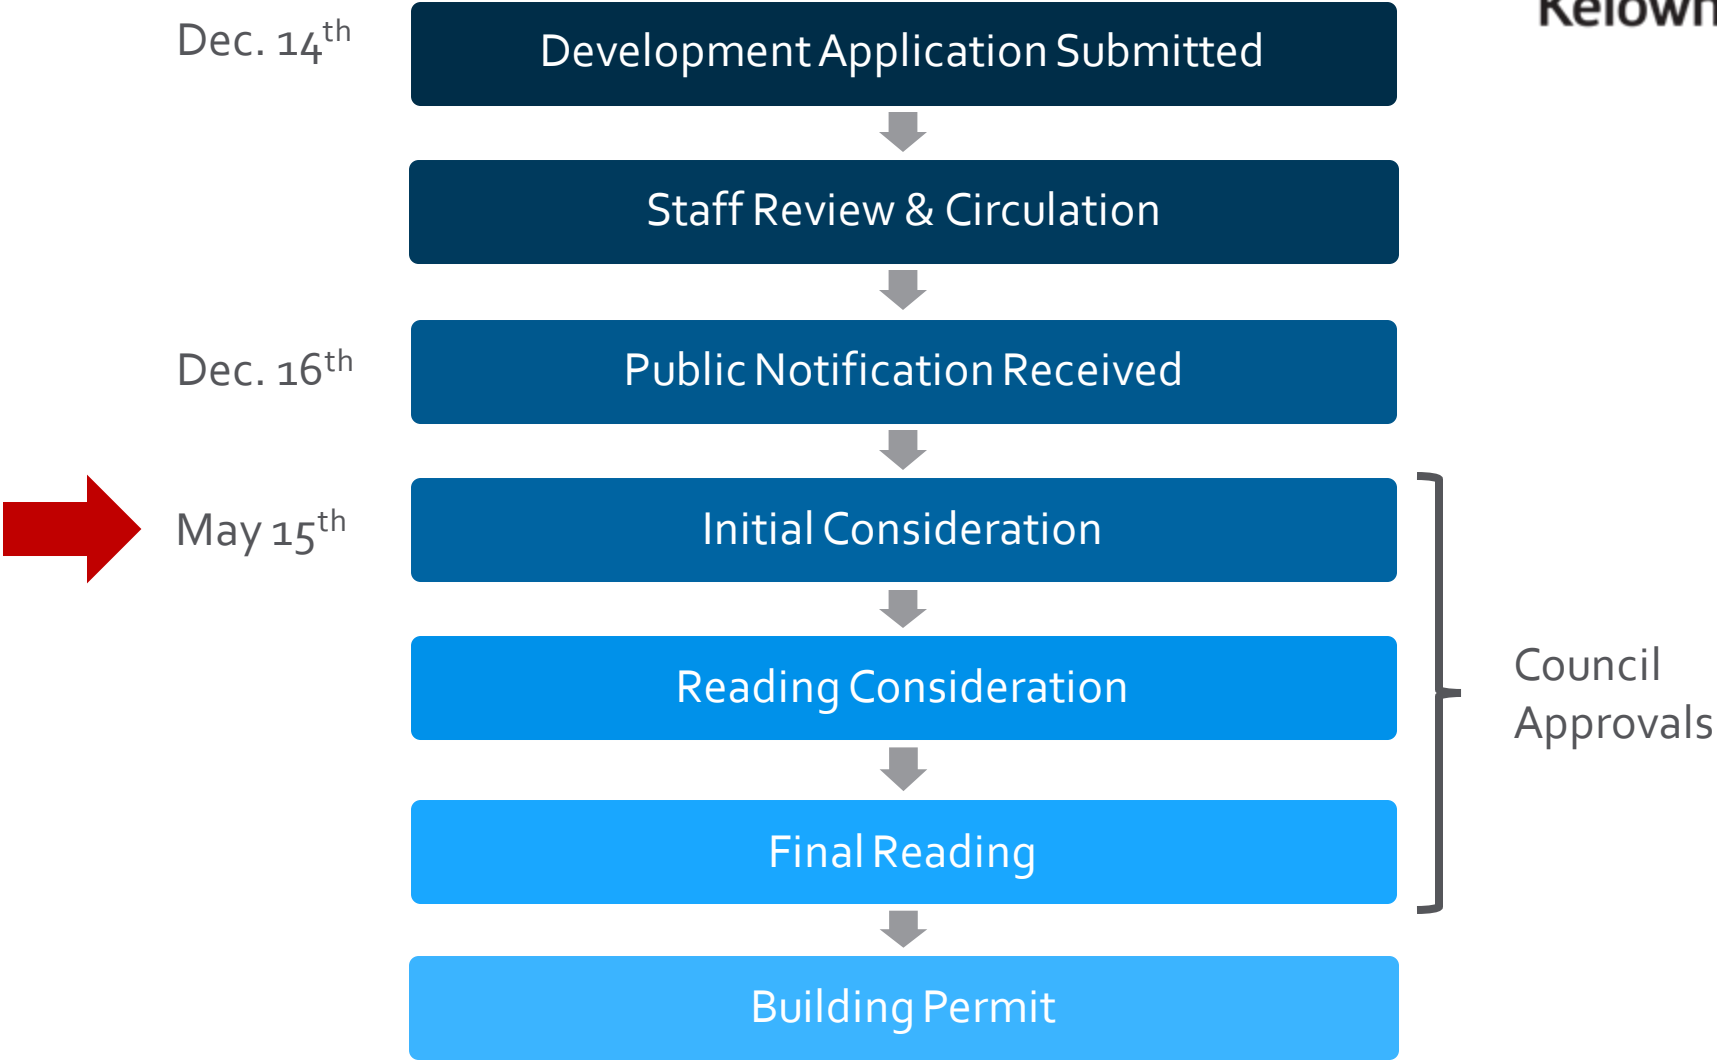 Dec. 14th
Development Application Submitted
Staff Review & Circulation
Dec. 16th
Public Notification Received
May 15th
Initial Consideration
Reading Consideration
Council
Approvals
Final Reading
Building Permit